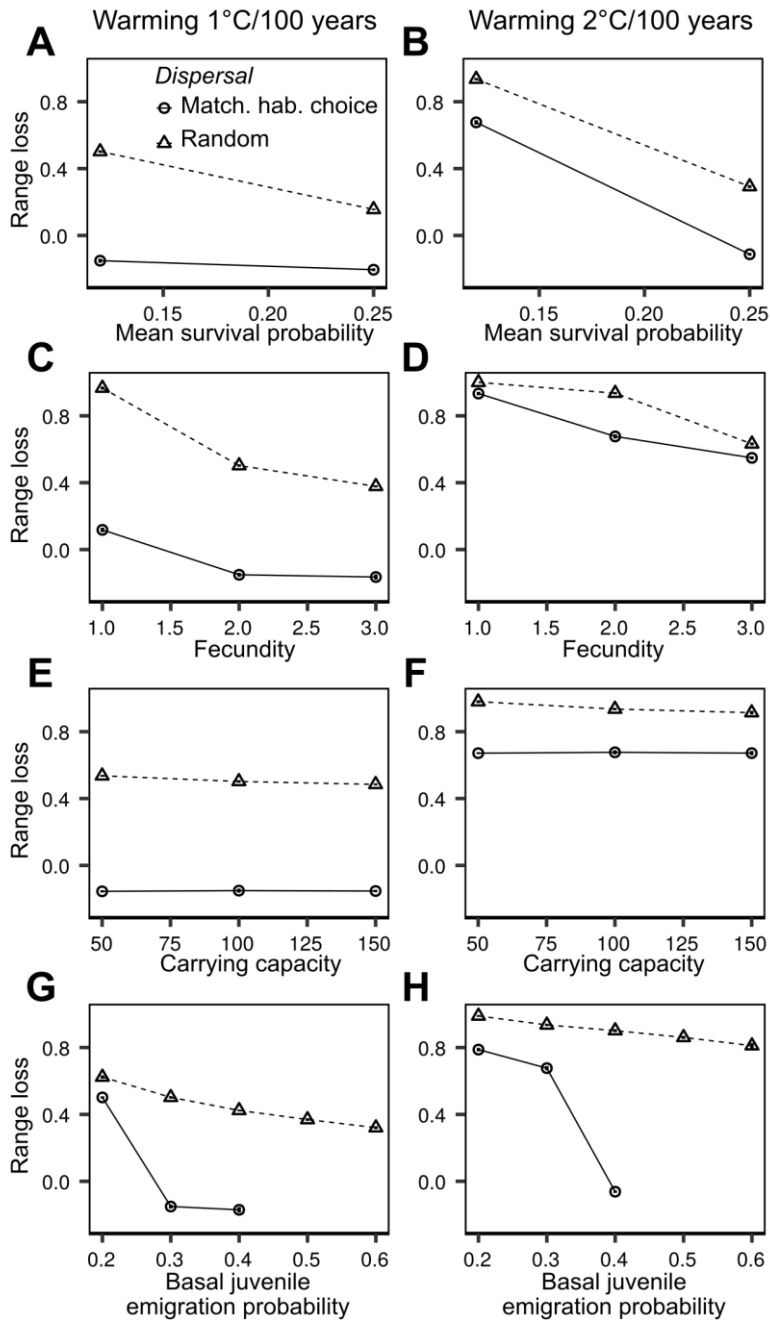 Warming 1°C/100 years
Warming 2°C/100 years
A
Dispersal
Match. hab. choice
Random
Range loss
0.8
0.4
0.0
0.15
0.20
0.25
Mean survival probability
B
0.8
0.4
0.0
0.15
0.20
0.25
Mean survival probability
C
Range loss
0.8
0.4
0.0
1.0
1.5
2.0
2.5
3.0
Fecundity
D
0.8
0.4
0.0
1.0
1.5
2.0
2.5
3.0
Fecundity
E
Range loss
0.8
0.4
0.0
50
75
100
125
150
Carrying capacity
F
0.8
0.4
0.0
50
75
100
125
150
Carrying capacity
G
Range loss
0.8
0.4
0.0
0.2
0.3
0.4
0.5
0.6
Basal juvenile
emigration probability
H
0.8
0.4
0.0
0.2
0.3
0.4
0.5
0.6
Basal juvenile
emigration probability